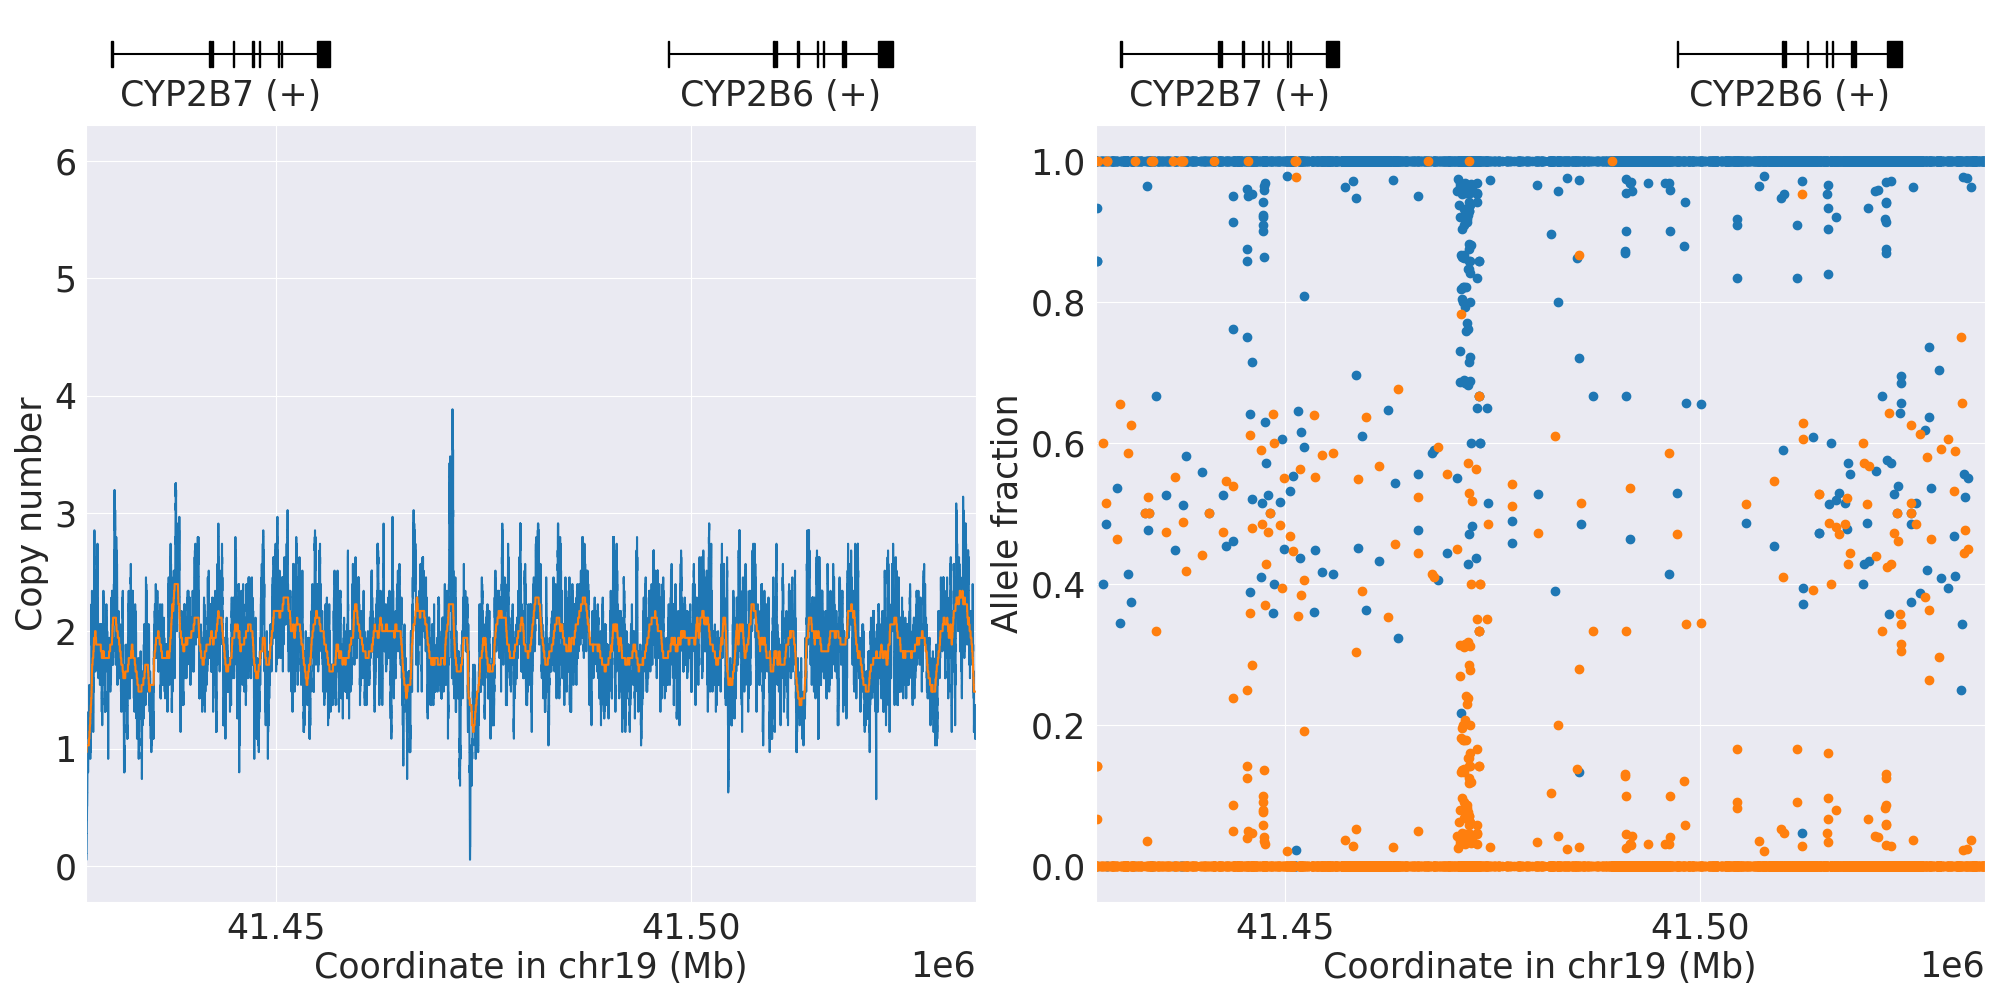 CYP2B7 (+)
CYP2B6 (+)
CYP2B7 (+)
CYP2B6 (+)
6
5
4
3
2
1
0
Copy number
41.45
41.50
Coordinate in chr19 (Mb)
1e6
1.0
0.8
0.6
0.4
0.2
0.0
Allele fraction
41.45
41.50
Coordinate in chr19 (Mb)
1e6